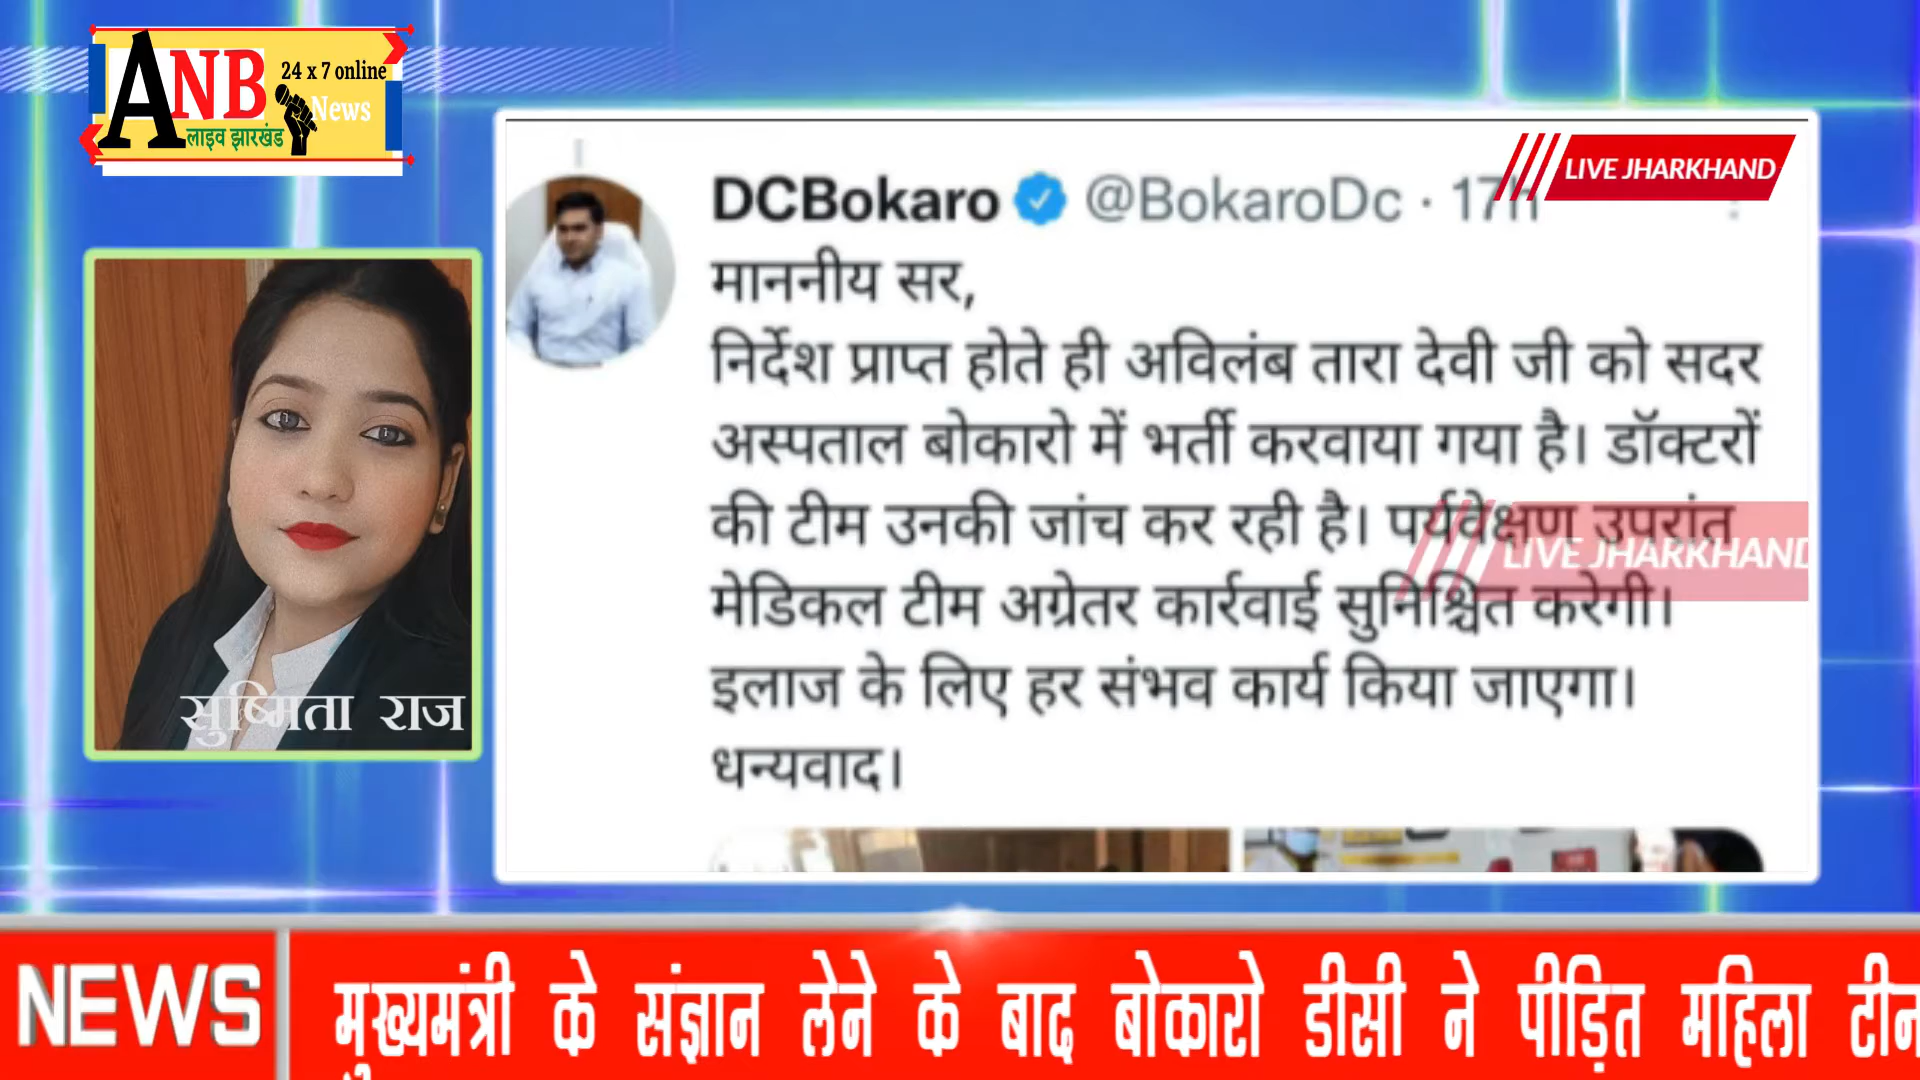 ANB
24 x 7 online
News
लाइव झारखंड
LIVE JHARKHAND
DCBokaro @BokaroDc · 17h
माननीय सर,
निर्देश प्राप्त होते ही अविलंब तारा देवी जी को सदर
अस्पताल बोकारो में भर्ती करवाया गया है। डॉक्टरों
की टीम उनकी जांच कर रही है। पर्यवेक्षण उपरांत
LIVE JHARKHAND
मेडिकल टीम अग्रेतर कार्रवाई सुनिश्चित करेगी।
इलाज के लिए हर संभव कार्य किया जाएगा।
धन्यवाद।
सुष्मिता राज
NEWS
मुख्यमंत्री के संज्ञान लेने के बाद बोकारो डीसी ने पीड़ित महिला